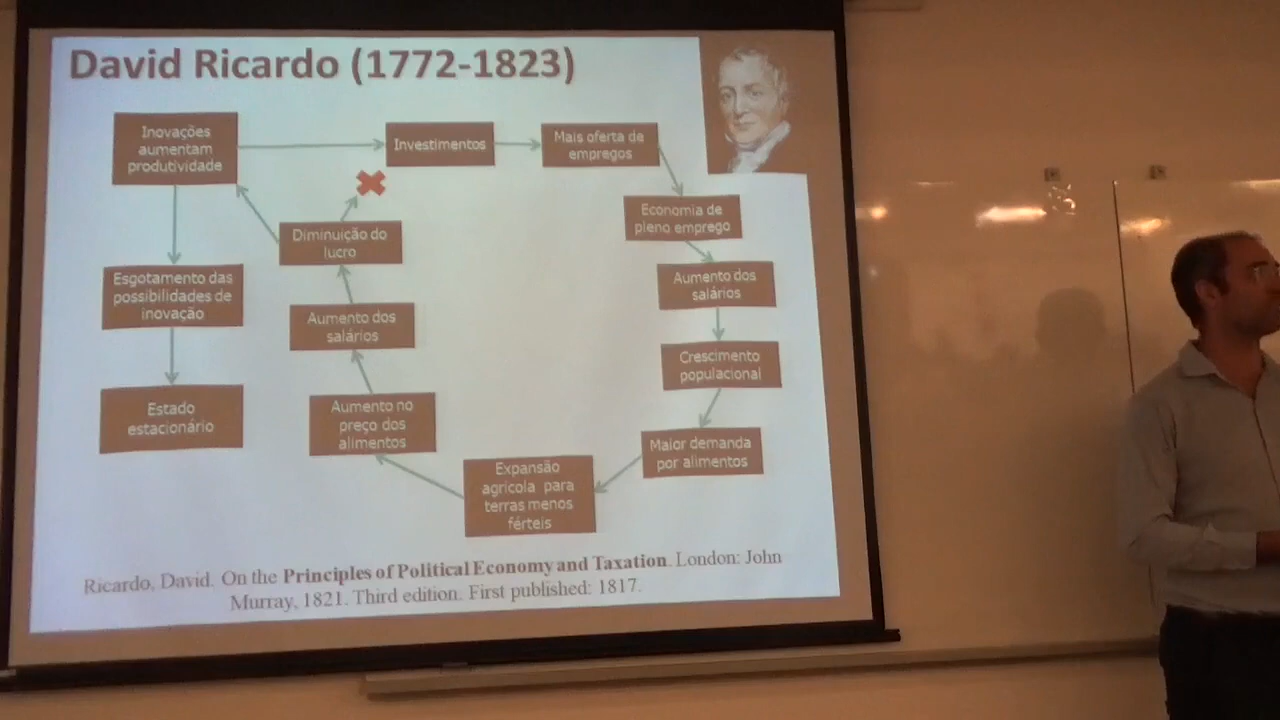 David Ricardo (1772-1823)
Inovações
aumentam
produtividade
Investimentos
Mais oferta de
empregos
Economia de
pleno emprego
Aumento dos
salários
Crescimento
populacional
Maior demanda
por alimentos
Expansão
agrícola para
terras menos
férteis
Aumento no
preço dos
alimentos
Aumento dos
salários
Diminuição do
lucro
Esgotamento das
possibilidades de
inovação
Estado
estacionário
Ricardo, David. On the Principles of Political Economy and Taxation. London: John
Murray, 1821. Third edition. First published: 1817.